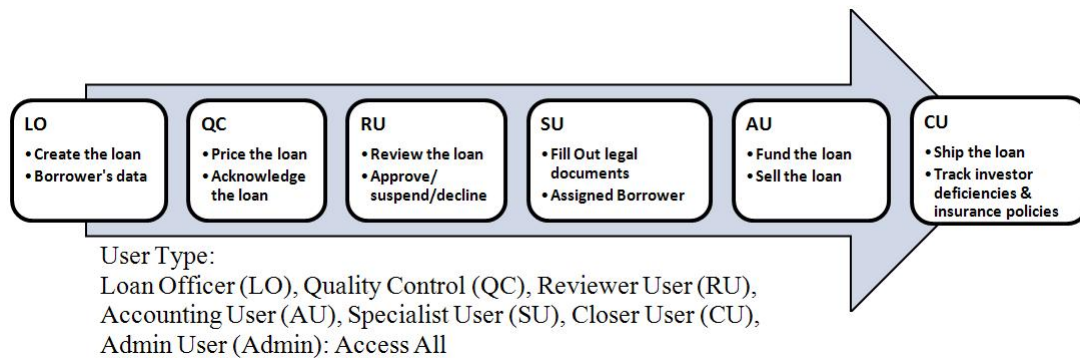 LO
• Create the loan
• Borrower's data
QC
• Price the loan
• Acknowledge
the loan
RU
• Review the loan
• Approve/
suspend/decline
SU
• Fill Out legal
documents
• Assigned Borrower
AU
• Fund the loan
• Sell the loan
CU
• Ship the loan
• Track investor
deficiencies &
insurance policies
User Type:
Loan Officer (LO), Quality Control (QC), Reviewer User (RU),
Accounting User (AU), Specialist User (SU), Closer User (CU),
Admin User (Admin): Access All